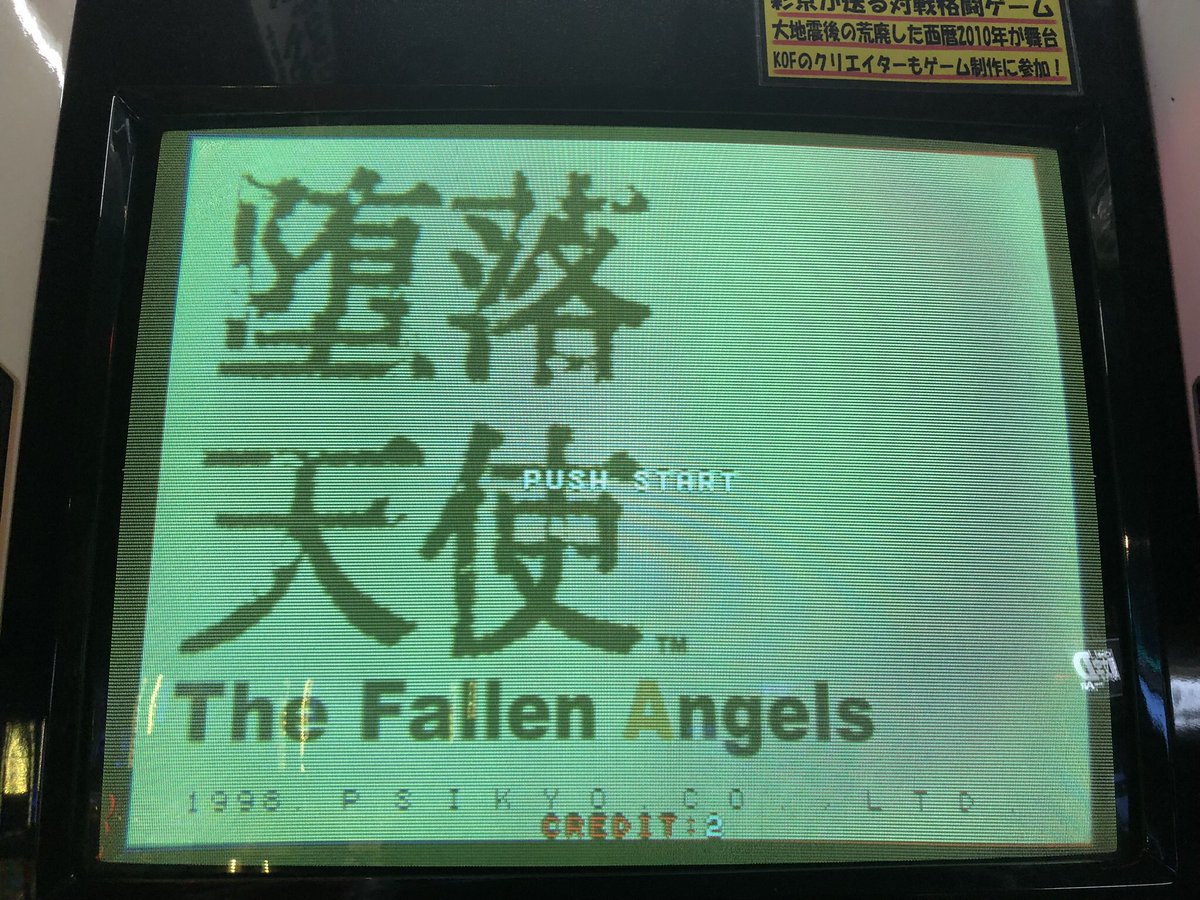 彩京が送る対戦格闘ゲーム
大地震後の荒廃した西暦2010年が舞台
KOFのクリエイターもゲーム制作に参加！
堕落
天使
PUSH START
TM
The Fallen Angels
1998. PSIKYO.CO.,LTD.
CREDIT:2